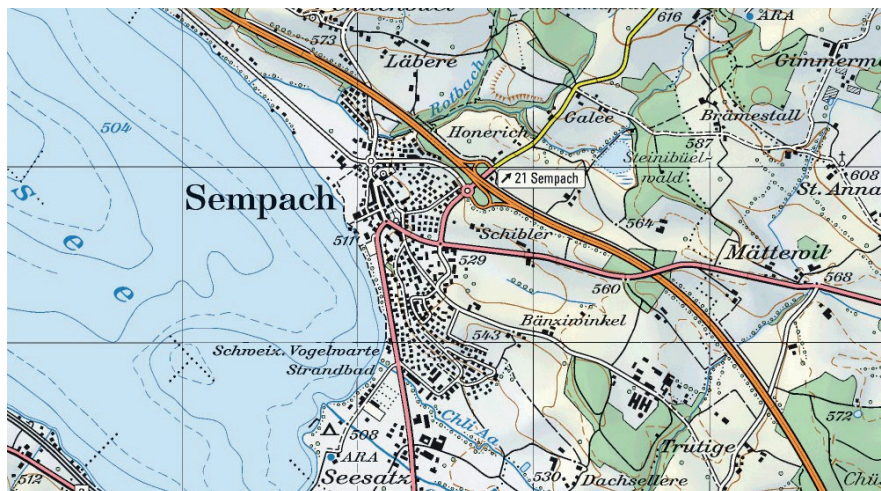 573
Läbere
616
ARA
Gimmerm
Rotbach
504
Honerich
Galee
587
Brämestall
Steinibüel-
wald
21 Sempach
608
St. Anna
Sempach
511
Schibler
564
529
Mättewil
560
568
Bänziwinkel
543
Schweiz. Vogelwarte
Strandbad
S
e
e
Chli Aa
572
508
ARA
Trutige
512
Seesatz
530
Dachsellere
Chüs